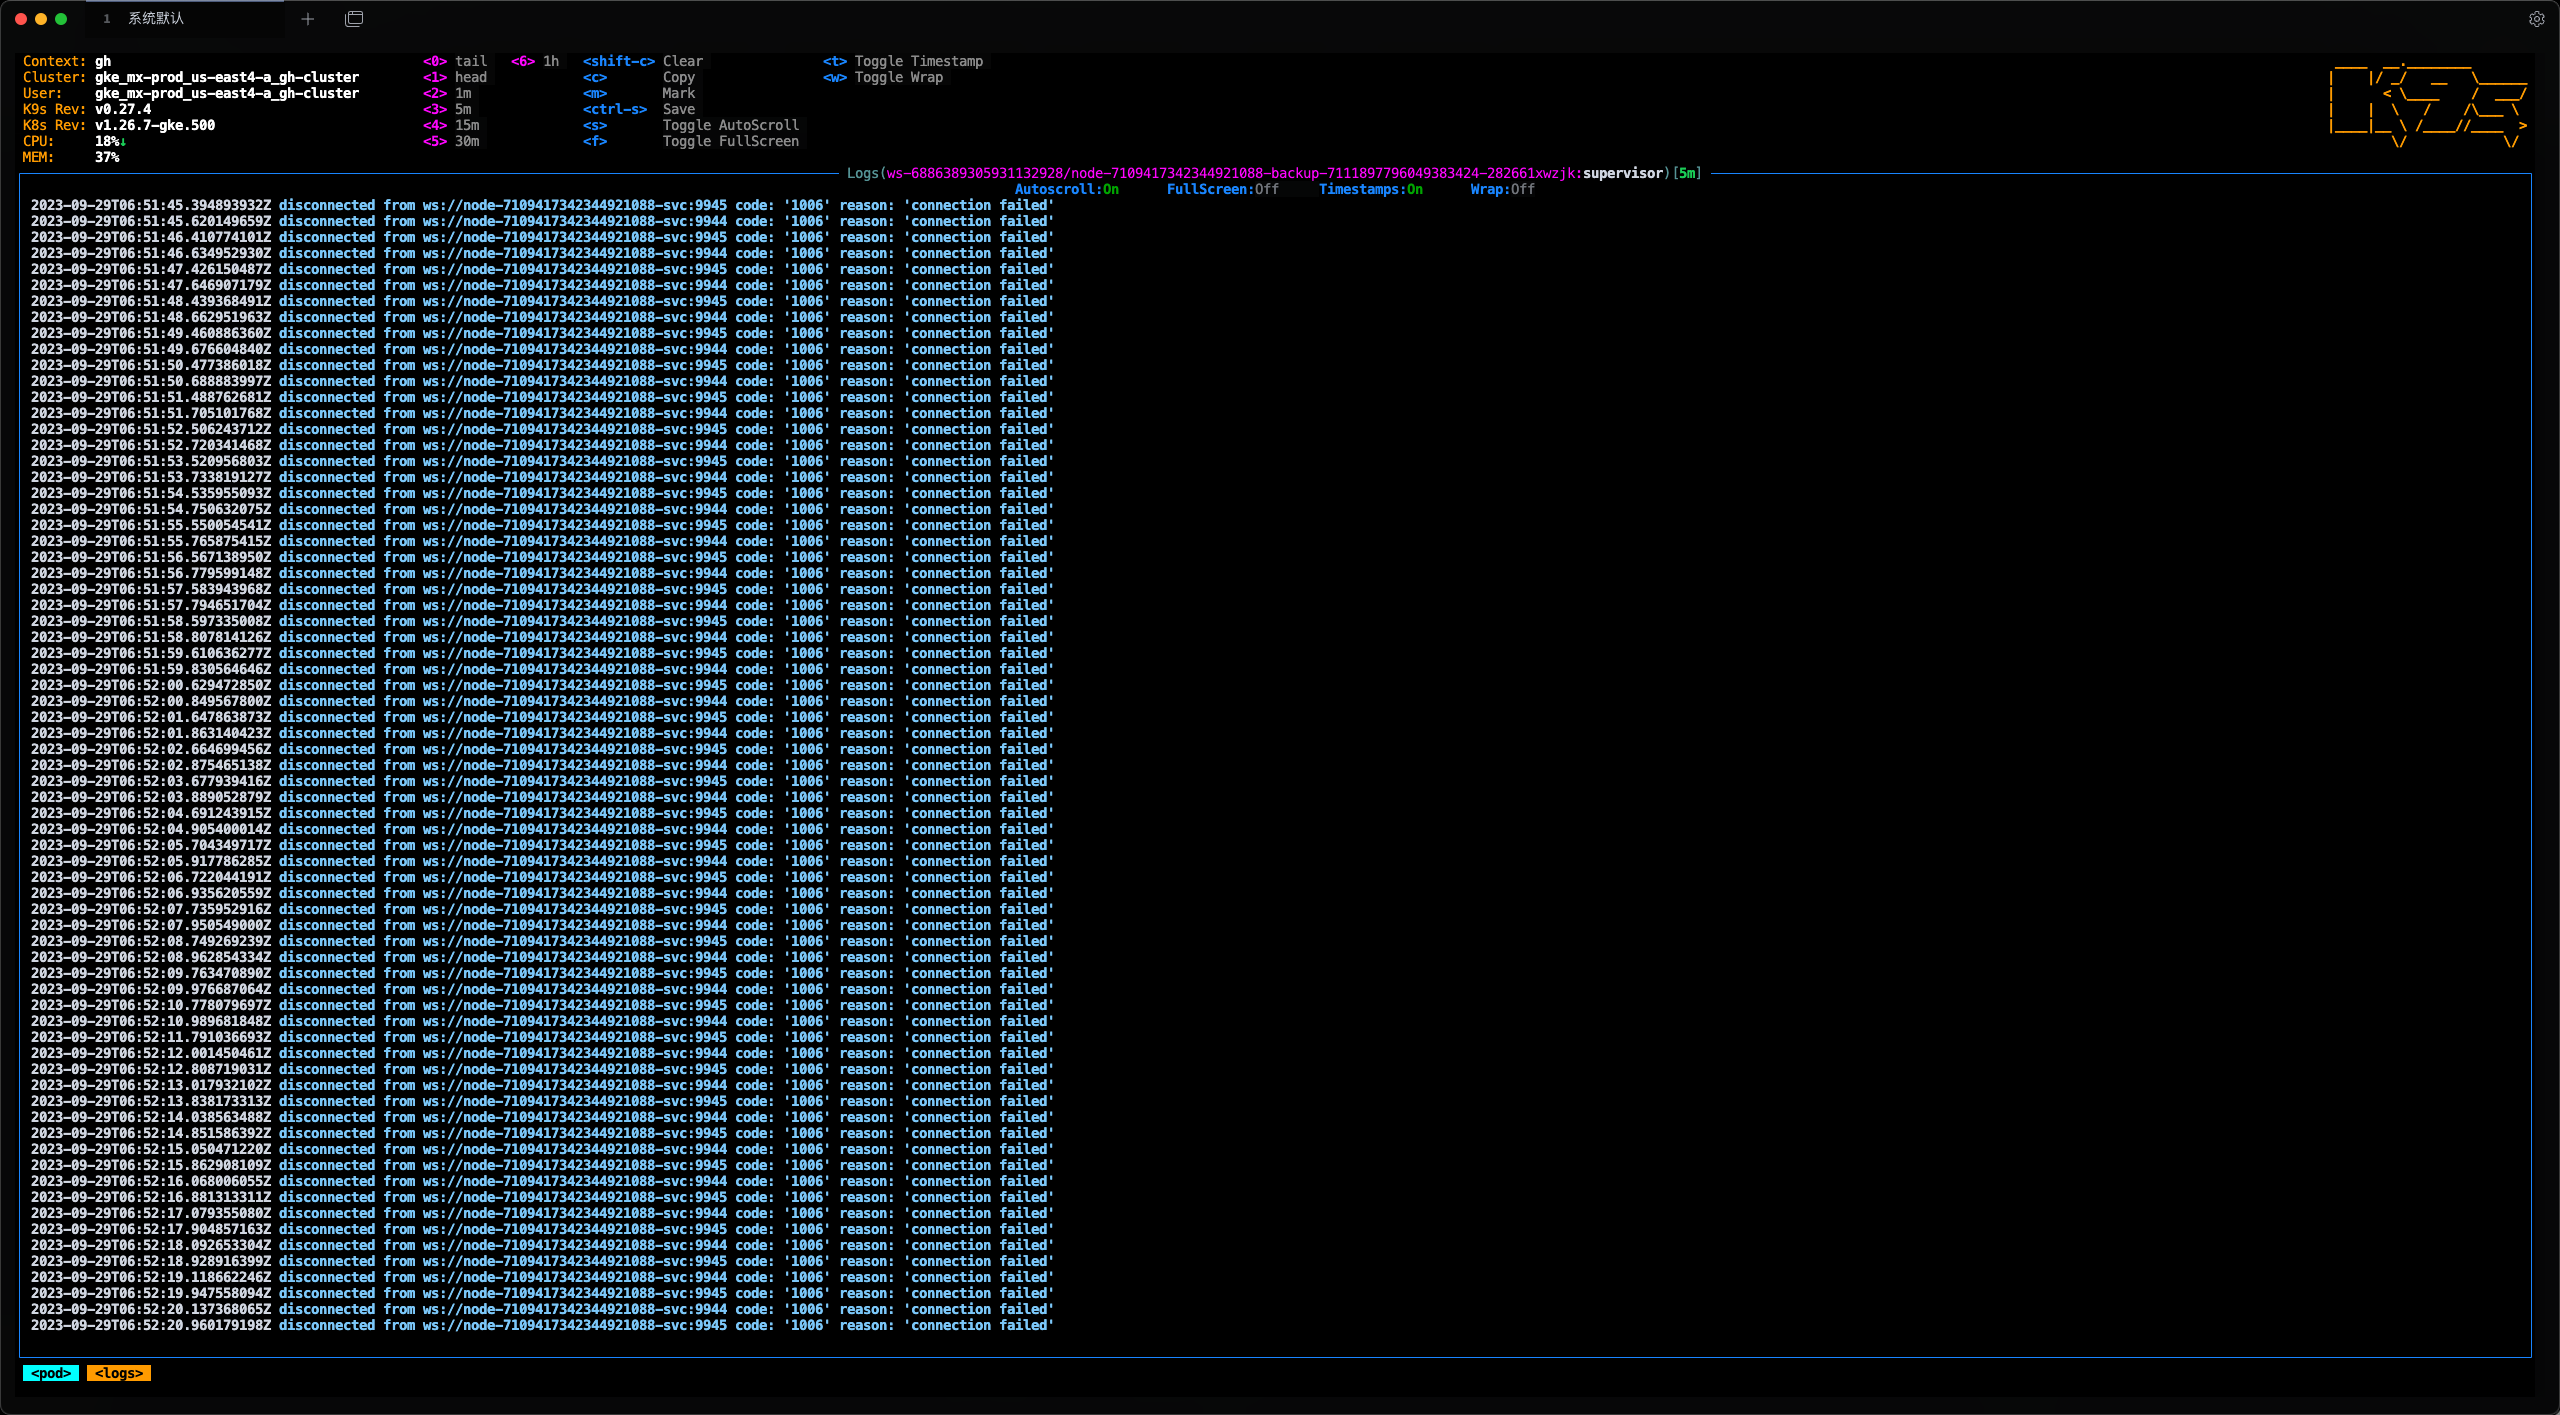 1 系统默认
Context: gh <0> tail <6> 1h <shift-c> Clear <t> Toggle Timestamp
Cluster: gke_mx-prod_us-east4-a_gh-cluster <1> head <c> Copy <w> Toggle Wrap
User: gke_mx-prod_us-east4-a_gh-cluster <2> 1m <m> Mark
K9s Rev: v0.27.4 <3> 5m <ctrl-s> Save
K8s Rev: v1.26.7-gke.500 <4> 15m <s> Toggle AutoScroll
CPU: 18%↓ <5> 30m <f> Toggle FullScreen
MEM: 37%
Logs(ws-6886389305931132928/node-7109417342344921088-backup-7111897796049383424-282661xwzjk:supervisor)[5m]
Autoscroll:On FullScreen:Off Timestamps:On Wrap:Off
2023-09-29T06:51:45.394893932Z disconnected from ws://node-7109417342344921088-svc:9945 code: '1006' reason: 'connection failed'
2023-09-29T06:51:45.620149659Z disconnected from ws://node-7109417342344921088-svc:9944 code: '1006' reason: 'connection failed'
2023-09-29T06:51:46.410774101Z disconnected from ws://node-7109417342344921088-svc:9945 code: '1006' reason: 'connection failed'
2023-09-29T06:51:46.634952930Z disconnected from ws://node-7109417342344921088-svc:9944 code: '1006' reason: 'connection failed'
2023-09-29T06:51:47.426150487Z disconnected from ws://node-7109417342344921088-svc:9945 code: '1006' reason: 'connection failed'
2023-09-29T06:51:47.646907179Z disconnected from ws://node-7109417342344921088-svc:9944 code: '1006' reason: 'connection failed'
2023-09-29T06:51:48.439368491Z disconnected from ws://node-7109417342344921088-svc:9945 code: '1006' reason: 'connection failed'
2023-09-29T06:51:48.662951963Z disconnected from ws://node-7109417342344921088-svc:9944 code: '1006' reason: 'connection failed'
2023-09-29T06:51:49.460886360Z disconnected from ws://node-7109417342344921088-svc:9945 code: '1006' reason: 'connection failed'
2023-09-29T06:51:49.676604840Z disconnected from ws://node-7109417342344921088-svc:9944 code: '1006' reason: 'connection failed'
2023-09-29T06:51:50.477386018Z disconnected from ws://node-7109417342344921088-svc:9945 code: '1006' reason: 'connection failed'
2023-09-29T06:51:50.688883997Z disconnected from ws://node-7109417342344921088-svc:9944 code: '1006' reason: 'connection failed'
2023-09-29T06:51:51.488762681Z disconnected from ws://node-7109417342344921088-svc:9945 code: '1006' reason: 'connection failed'
2023-09-29T06:51:51.705101768Z disconnected from ws://node-7109417342344921088-svc:9944 code: '1006' reason: 'connection failed'
2023-09-29T06:51:52.506243712Z disconnected from ws://node-7109417342344921088-svc:9945 code: '1006' reason: 'connection failed'
2023-09-29T06:51:52.720341468Z disconnected from ws://node-7109417342344921088-svc:9944 code: '1006' reason: 'connection failed'
2023-09-29T06:51:53.520956803Z disconnected from ws://node-7109417342344921088-svc:9945 code: '1006' reason: 'connection failed'
2023-09-29T06:51:53.733819127Z disconnected from ws://node-7109417342344921088-svc:9944 code: '1006' reason: 'connection failed'
2023-09-29T06:51:54.535955093Z disconnected from ws://node-7109417342344921088-svc:9945 code: '1006' reason: 'connection failed'
2023-09-29T06:51:54.750632075Z disconnected from ws://node-7109417342344921088-svc:9944 code: '1006' reason: 'connection failed'
2023-09-29T06:51:55.550054541Z disconnected from ws://node-7109417342344921088-svc:9945 code: '1006' reason: 'connection failed'
2023-09-29T06:51:55.765875415Z disconnected from ws://node-7109417342344921088-svc:9944 code: '1006' reason: 'connection failed'
2023-09-29T06:51:56.567138950Z disconnected from ws://node-7109417342344921088-svc:9945 code: '1006' reason: 'connection failed'
2023-09-29T06:51:56.779599148Z disconnected from ws://node-7109417342344921088-svc:9944 code: '1006' reason: 'connection failed'
2023-09-29T06:51:57.583943968Z disconnected from ws://node-7109417342344921088-svc:9945 code: '1006' reason: 'connection failed'
2023-09-29T06:51:57.794651704Z disconnected from ws://node-7109417342344921088-svc:9944 code: '1006' reason: 'connection failed'
2023-09-29T06:51:58.597335008Z disconnected from ws://node-7109417342344921088-svc:9945 code: '1006' reason: 'connection failed'
2023-09-29T06:51:58.807814126Z disconnected from ws://node-7109417342344921088-svc:9944 code: '1006' reason: 'connection failed'
2023-09-29T06:51:59.610636277Z disconnected from ws://node-7109417342344921088-svc:9945 code: '1006' reason: 'connection failed'
2023-09-29T06:51:59.830564646Z disconnected from ws://node-7109417342344921088-svc:9944 code: '1006' reason: 'connection failed'
2023-09-29T06:52:00.629472850Z disconnected from ws://node-7109417342344921088-svc:9945 code: '1006' reason: 'connection failed'
2023-09-29T06:52:00.849567800Z disconnected from ws://node-7109417342344921088-svc:9944 code: '1006' reason: 'connection failed'
2023-09-29T06:52:01.647863873Z disconnected from ws://node-7109417342344921088-svc:9945 code: '1006' reason: 'connection failed'
2023-09-29T06:52:01.863140423Z disconnected from ws://node-7109417342344921088-svc:9944 code: '1006' reason: 'connection failed'
2023-09-29T06:52:02.664699456Z disconnected from ws://node-7109417342344921088-svc:9945 code: '1006' reason: 'connection failed'
2023-09-29T06:52:02.875465138Z disconnected from ws://node-7109417342344921088-svc:9944 code: '1006' reason: 'connection failed'
2023-09-29T06:52:03.677939416Z disconnected from ws://node-7109417342344921088-svc:9945 code: '1006' reason: 'connection failed'
2023-09-29T06:52:03.889052879Z disconnected from ws://node-7109417342344921088-svc:9944 code: '1006' reason: 'connection failed'
2023-09-29T06:52:04.691243915Z disconnected from ws://node-7109417342344921088-svc:9945 code: '1006' reason: 'connection failed'
2023-09-29T06:52:04.905400014Z disconnected from ws://node-7109417342344921088-svc:9944 code: '1006' reason: 'connection failed'
2023-09-29T06:52:05.704349717Z disconnected from ws://node-7109417342344921088-svc:9945 code: '1006' reason: 'connection failed'
2023-09-29T06:52:05.917786285Z disconnected from ws://node-7109417342344921088-svc:9944 code: '1006' reason: 'connection failed'
2023-09-29T06:52:06.722044191Z disconnected from ws://node-7109417342344921088-svc:9945 code: '1006' reason: 'connection failed'
2023-09-29T06:52:06.935620559Z disconnected from ws://node-7109417342344921088-svc:9944 code: '1006' reason: 'connection failed'
2023-09-29T06:52:07.735952916Z disconnected from ws://node-7109417342344921088-svc:9945 code: '1006' reason: 'connection failed'
2023-09-29T06:52:07.950549000Z disconnected from ws://node-7109417342344921088-svc:9944 code: '1006' reason: 'connection failed'
2023-09-29T06:52:08.749269239Z disconnected from ws://node-7109417342344921088-svc:9945 code: '1006' reason: 'connection failed'
2023-09-29T06:52:08.962854334Z disconnected from ws://node-7109417342344921088-svc:9944 code: '1006' reason: 'connection failed'
2023-09-29T06:52:09.763470890Z disconnected from ws://node-7109417342344921088-svc:9945 code: '1006' reason: 'connection failed'
2023-09-29T06:52:09.976687064Z disconnected from ws://node-7109417342344921088-svc:9944 code: '1006' reason: 'connection failed'
2023-09-29T06:52:10.778079697Z disconnected from ws://node-7109417342344921088-svc:9945 code: '1006' reason: 'connection failed'
2023-09-29T06:52:10.989681848Z disconnected from ws://node-7109417342344921088-svc:9944 code: '1006' reason: 'connection failed'
2023-09-29T06:52:11.791036693Z disconnected from ws://node-7109417342344921088-svc:9945 code: '1006' reason: 'connection failed'
2023-09-29T06:52:12.001450461Z disconnected from ws://node-7109417342344921088-svc:9944 code: '1006' reason: 'connection failed'
2023-09-29T06:52:12.808719031Z disconnected from ws://node-7109417342344921088-svc:9945 code: '1006' reason: 'connection failed'
2023-09-29T06:52:13.017932102Z disconnected from ws://node-7109417342344921088-svc:9944 code: '1006' reason: 'connection failed'
2023-09-29T06:52:13.838173313Z disconnected from ws://node-7109417342344921088-svc:9945 code: '1006' reason: 'connection failed'
2023-09-29T06:52:14.038563488Z disconnected from ws://node-7109417342344921088-svc:9944 code: '1006' reason: 'connection failed'
2023-09-29T06:52:14.851586392Z disconnected from ws://node-7109417342344921088-svc:9945 code: '1006' reason: 'connection failed'
2023-09-29T06:52:15.050471220Z disconnected from ws://node-7109417342344921088-svc:9944 code: '1006' reason: 'connection failed'
2023-09-29T06:52:15.862908109Z disconnected from ws://node-7109417342344921088-svc:9945 code: '1006' reason: 'connection failed'
2023-09-29T06:52:16.068006055Z disconnected from ws://node-7109417342344921088-svc:9944 code: '1006' reason: 'connection failed'
2023-09-29T06:52:16.881313311Z disconnected from ws://node-7109417342344921088-svc:9945 code: '1006' reason: 'connection failed'
2023-09-29T06:52:17.079355080Z disconnected from ws://node-7109417342344921088-svc:9944 code: '1006' reason: 'connection failed'
2023-09-29T06:52:17.904857163Z disconnected from ws://node-7109417342344921088-svc:9945 code: '1006' reason: 'connection failed'
2023-09-29T06:52:18.092653304Z disconnected from ws://node-7109417342344921088-svc:9944 code: '1006' reason: 'connection failed'
2023-09-29T06:52:18.928916399Z disconnected from ws://node-7109417342344921088-svc:9945 code: '1006' reason: 'connection failed'
2023-09-29T06:52:19.118662246Z disconnected from ws://node-7109417342344921088-svc:9944 code: '1006' reason: 'connection failed'
2023-09-29T06:52:19.947558094Z disconnected from ws://node-7109417342344921088-svc:9945 code: '1006' reason: 'connection failed'
2023-09-29T06:52:20.137368065Z disconnected from ws://node-7109417342344921088-svc:9944 code: '1006' reason: 'connection failed'
2023-09-29T06:52:20.960179198Z disconnected from ws://node-7109417342344921088-svc:9945 code: '1006' reason: 'connection failed'
<pod> <logs>